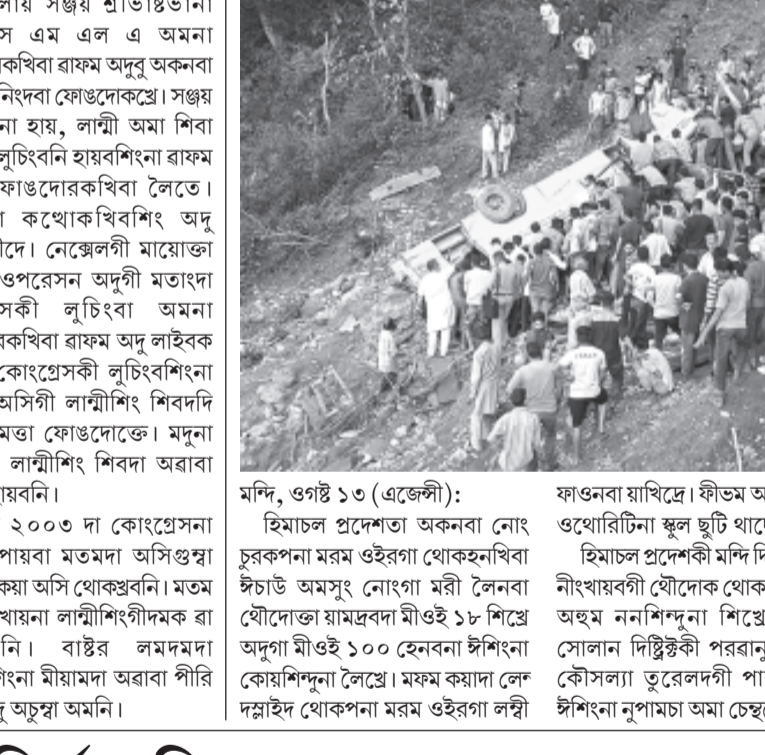 লায় সঞ্জয়
স এম এল এ অমনা
কখিবা ৱাফম অদুবু অকনবা
নিংদবা ফোঙদোকখ্রে। সঞ্জয়
না হায়, লান্মী অমা শিবা
লুচিংবনি হায়বশিংনা ৱাফম
ফোঙদোরকখিবা লৈতে।
া কথোকখিবশিং অদু
ীদে। নেক্সেলগী মায়োক্তা
ওপরেসন অদুগী মতাংদা
সকী লুচিংবা অমনা
রকখিবা ৱাফম অদু লাইবক
কোংগ্রেসকী লুচিংবশিংনা
অসিগী লান্মীশিং শিবদদি
মত্তা ফোঙদোক্তে। মদুনা
লান্মীশিং শিবদা অৱাবা
ায়বনি।
২০০৩ দা কোংগ্রেসনা
পায়বা মতমদা অসিগুম্বা
কয়া অসি থোকখ্রবনি। মতম
খায়না লান্মীশিংগীদমক ৱা
নি। বাষ্টর লমদমদা
শিংনা মীয়ামদা অৱাবা পীরি
দু অচুম্বা অমনি।
মন্দি, ওগষ্ট ১৩ (এজেন্সী):
হিমাচল প্রদেশতা অকনবা নোং
চুরকপনা মরম ওইরগা থোকহনখিবা
ঈচাউ অমসুং নোংগা মরী লৈনবা
থৌদোক্তা য়ামদ্রবদা মীওই ১৮ শিখ্রে
অদুগা মীওই ১০০ হেনবনা ঈশিংনা
কোয়শিন্দুনা লৈখ্রে। মফম কয়াদা লেন্দ
দস্লাইদ থোকপনা মরম ওইরগা লম্বী
ফাওনবা য়াখিদ্রে। ফীভম অ
ওথোরিটিনা স্কুল ছুটি থাদে
হিমাচল প্রদেশকী মন্দি দি
নীংখায়বগী থৌদোক থোক
অহুম ননশিন্দুনা শিখ্রে
সোলান দিষ্ট্রিক্টকী পরৱানু
কৌসল্যা তুরেলদগী পা
ঈশিংনা নুপামচা অমা চেন্থ